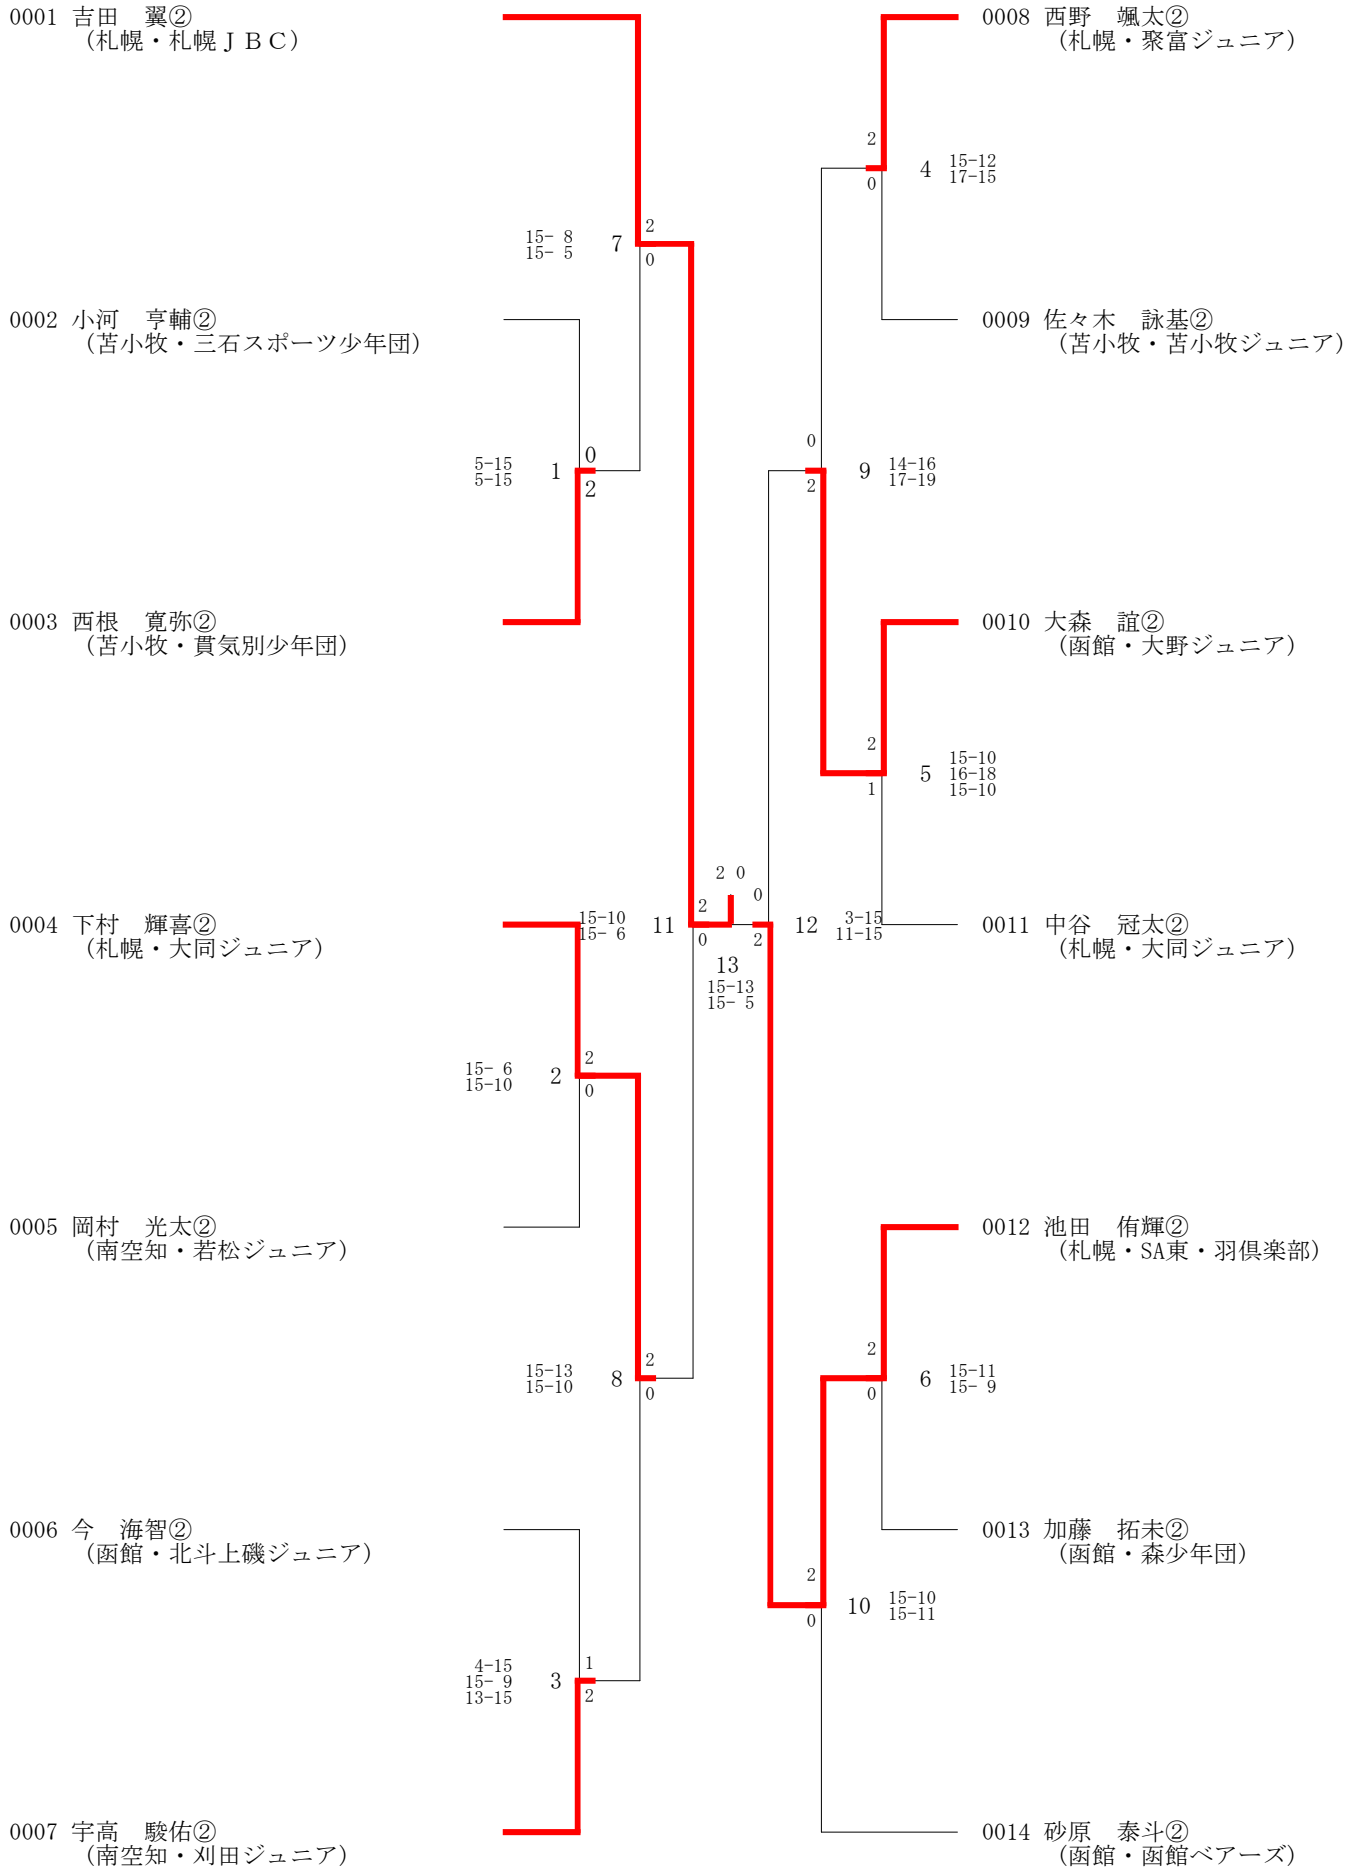 0001 吉田　翼②
（札幌・札幌ＪＢＣ）
15- 8
15- 5
7
2
0
0002 小河　亨輔②
（苫小牧・三石スポーツ少年団）
5-15
5-15
1
0
2
0003 西根　寛弥②
（苫小牧・貫気別少年団）
0004 下村　輝喜②
（札幌・大同ジュニア）
15-10
15- 6
11
2
0
15- 6
15-10
2
2
0
0005 岡村　光太②
（南空知・若松ジュニア）
15-13
15-10
8
2
0
0006 今　海智②
（函館・北斗上磯ジュニア）
4-15
15- 9
13-15
3
1
2
0007 宇高　駿佑②
（南空知・刈田ジュニア）
2 0
13
15-13
15- 5
0008 西野　颯太②
（札幌・聚富ジュニア）
2
0
4
15-12
17-15
0009 佐々木　詠基②
（苫小牧・苫小牧ジュニア）
0
2
9
14-16
17-19
0010 大森　誼②
（函館・大野ジュニア）
2
1
5
15-10
16-18
15-10
0
2
12
3-15
11-15
0011 中谷　冠太②
（札幌・大同ジュニア）
0012 池田　侑輝②
（札幌・SA東・羽倶楽部）
2
0
6
15-11
15- 9
0013 加藤　拓未②
（函館・森少年団）
2
0
10
15-10
15-11
0014 砂原　泰斗②
（函館・函館ベアーズ）